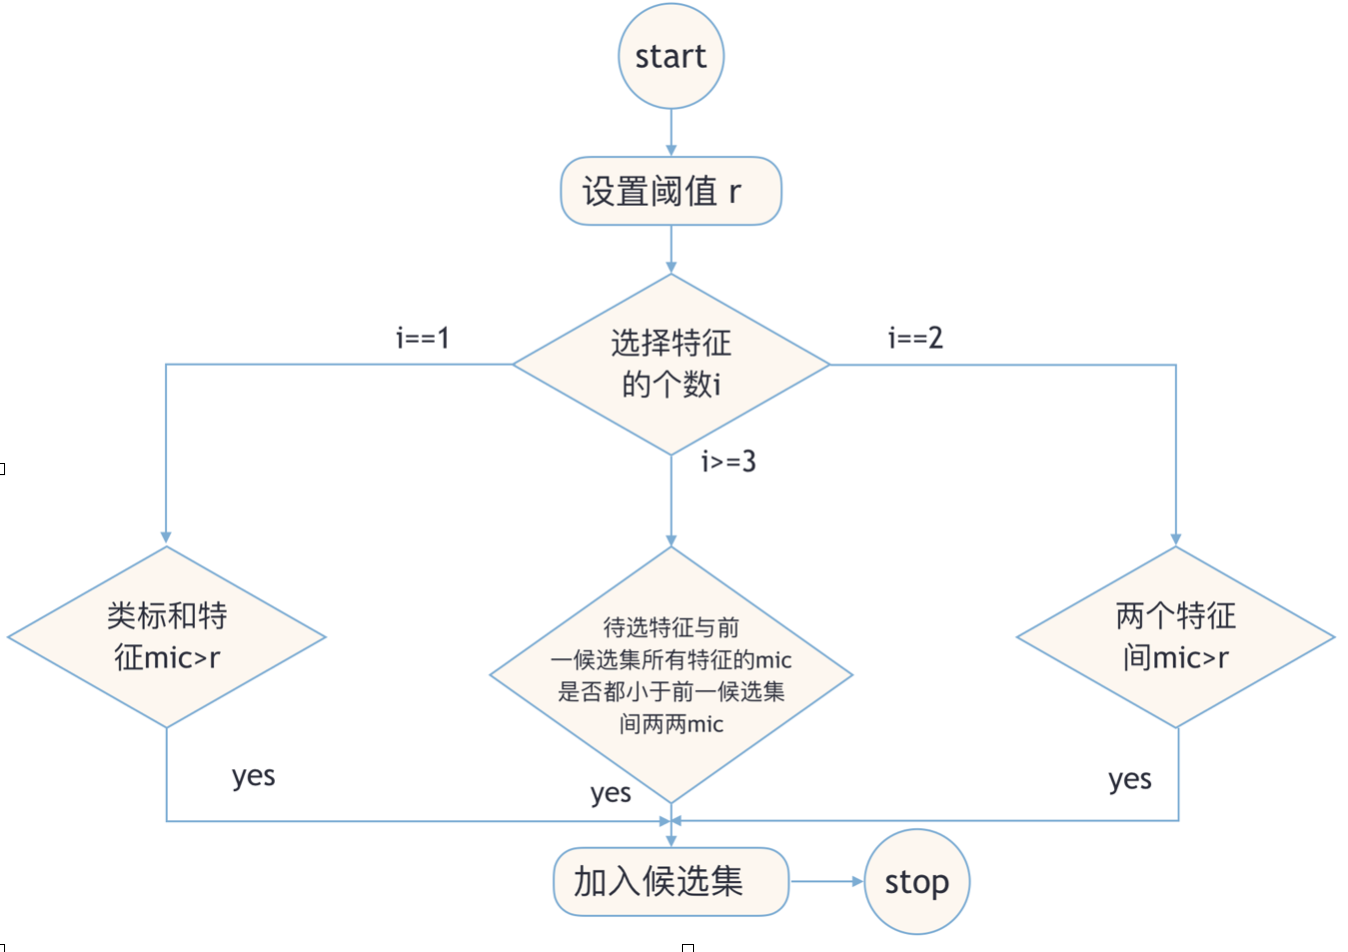 start
设置阈值 r
i==1
i==2
选择特征
的个数i
i>=3
类标和特
征mic>r
待选特征与前
一候选集所有特征的mic
是否都小于前一候选集
间两两mic
两个特征
间mic>r
yes
yes
yes
加入候选集
stop